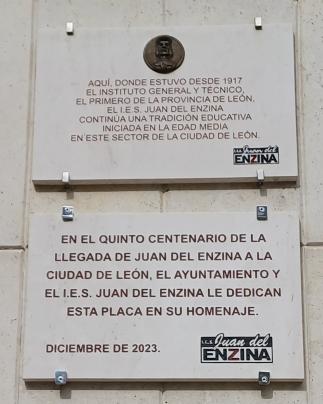 AQUÍ, DONDE ESTUVO DESDE 1917
EL INSTITUTO GENERAL Y TÉCNICO,
EL PRIMERO DE LA PROVINCIA DE LEÓN,
EL I.E.S. JUAN DEL ENZINA
CONTINÚA UNA TRADICIÓN EDUCATIVA
INICIADA EN LA EDAD MEDIA
EN ESTE SECTOR DE LA CIUDAD DE LEÓN.
I.E.S. Juan del
ENZINA
EN EL QUINTO CENTENARIO DE LA
LLEGADA DE JUAN DEL ENZINA A LA
CIUDAD DE LEÓN, EL AYUNTAMIENTO Y
EL I.E.S. JUAN DEL ENZINA LE DEDICAN
ESTA PLACA EN SU HOMENAJE.
DICIEMBRE DE 2023.
I.E.S. Juan del
ENZINA